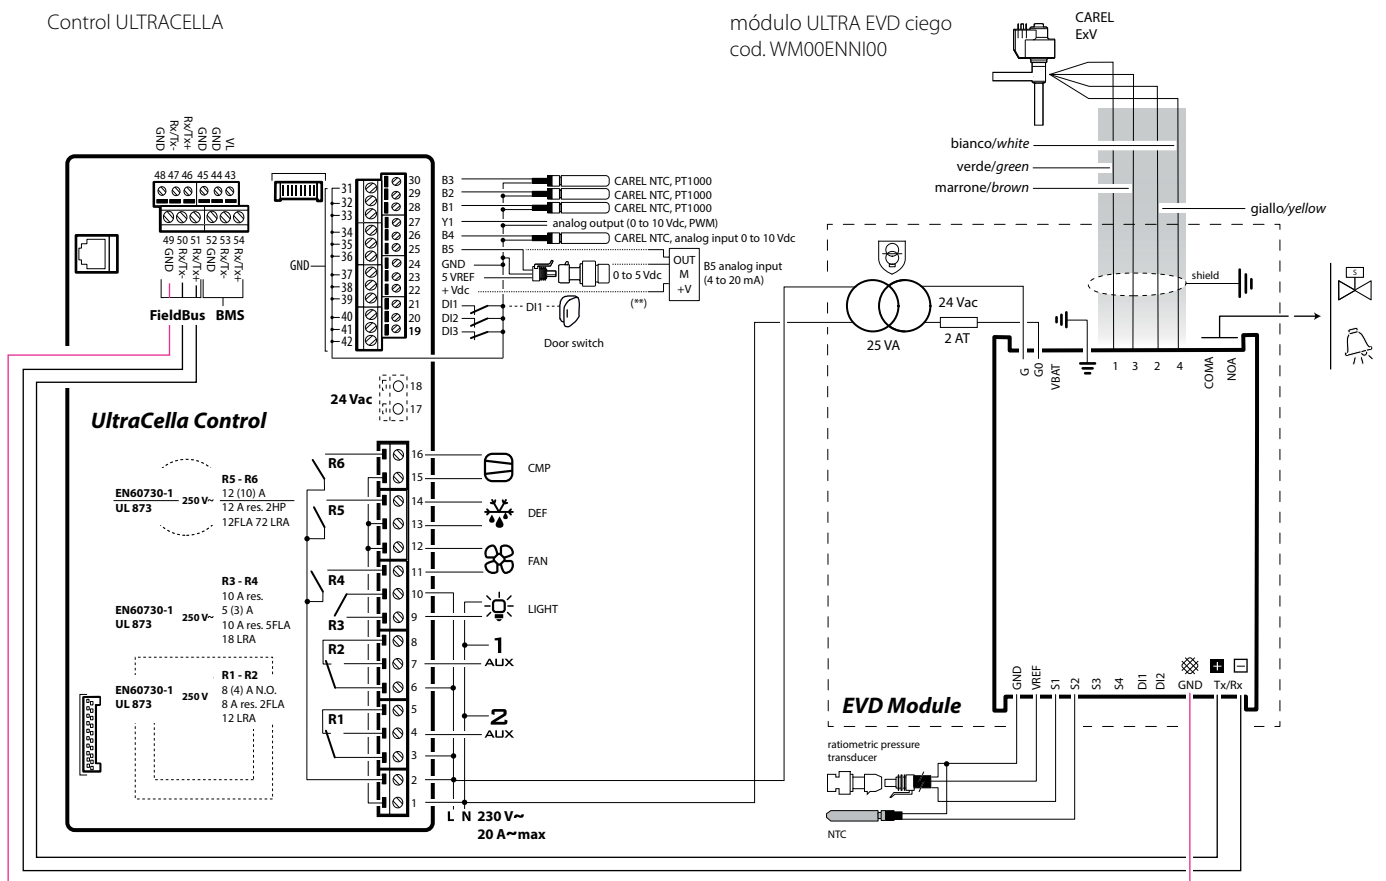 Control ULTRACELLA
módulo ULTRA EVD ciego
cod. WM00ENNI00
CAREL
ExV
bianco/white
verde/green
marrone/brown
giallo/yellow
shield
GND
Rx/Tx-
Rx/Tx+
GND
GND
VL
48 47 46 45 44 43
49 50 51 52 53 54
GND
Rx/Tx-
Rx/Tx+
GND
Rx/Tx-
Rx/Tx+
FieldBus BMS
31
32
33
34
35
36
GND
37
38
39
40
41
42
30 B3 CAREL NTC, PT1000
29 B2 CAREL NTC, PT1000
28 B1 CAREL NTC, PT1000
27 Y1 analog output (0 to 10 Vdc, PWM)
26 B4 CAREL NTC, analog input 0 to 10 Vdc
25 B5
24 GND
23 5 VREF
22 + Vdc
21 DI1
20 DI2
19 DI3
0 to 5 Vdc
(**)
OUT
M
+V
B5 analog input
(4 to 20 mA)
DI1
Door switch
24 Vac
18
17
UltraCella Control
EN60730-1
UL 873
250 V~
R5 - R6
12 (10) A
12 A res. 2HP
12FLA 72 LRA
EN60730-1
UL 873
250 V~
R3 - R4
10 A res.
5 (3) A
10 A res. 5FLA
18 LRA
EN60730-1
UL 873
250 V
R1 - R2
8 (4) A N.O.
8 A res. 2FLA
12 LRA
R6
R5
R4
R3
R2
R1
16
15
14
13
12
11
10
9
8
7
6
5
4
3
2
1
CMP
DEF
FAN
LIGHT
1
AUX
2
AUX
L N 230 V~
20 A~max
25 VA
24 Vac
2 AT
G
G0
VBAT
1
3
2
4
COMA
NOA
S
EVD Module
GND
VREF
S1
S2
S3
S4
DI1
DI2
GND
+ −
Tx/Rx
ratiometric pressure
transducer
NTC